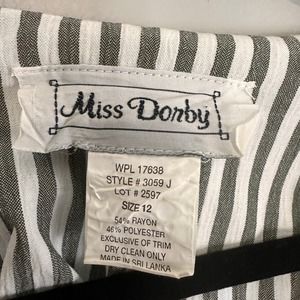 Miss Dorby
WPL 17638
STYLE # 3059 J
LOT # 2597
SIZE 12
54% RAYON
46% POLYESTER
EXCLUSIVE OF TRIM
DRY CLEAN ONLY
MADE IN SRI LANKA